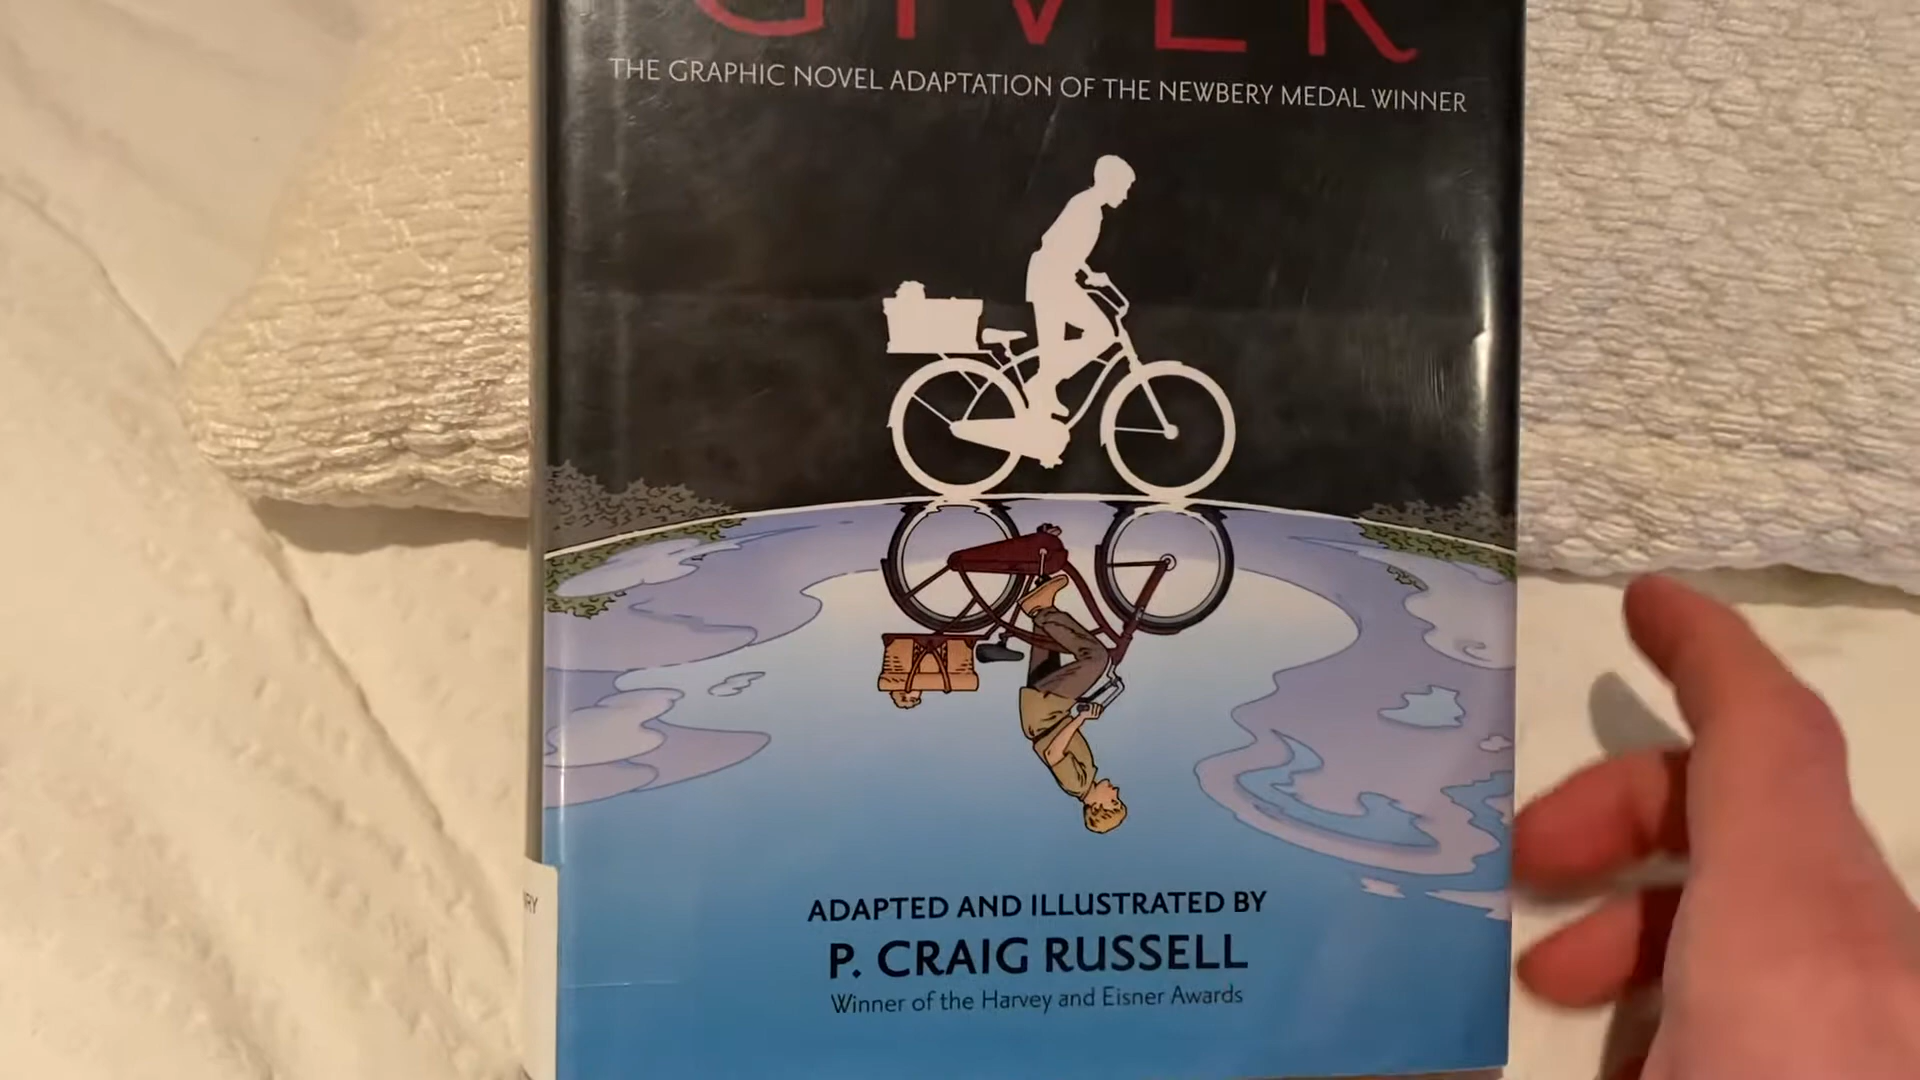 GIVER
THE GRAPHIC NOVEL ADAPTATION OF THE NEWBERY MEDAL WINNER
ADAPTED AND ILLUSTRATED BY
P. CRAIG RUSSELL
Winner of the Harvey and Eisner Awards